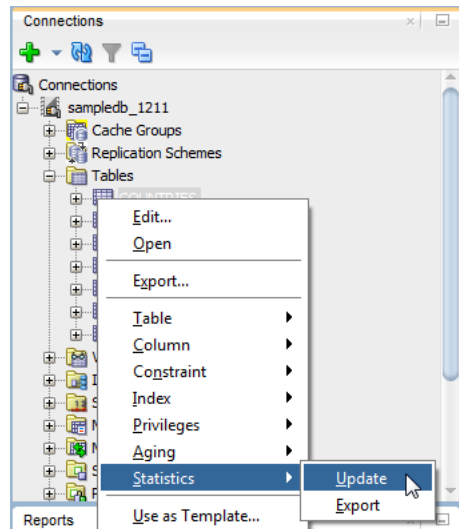 Connections
Connections
sampledb_1211
Cache Groups
Replication Schemes
Tables
COUNTRIES
Edit...
Open
Export...
Table
Column
Constraint
Index
Privileges
Aging
Statistics
Update
Export
Use as Template...
Reports